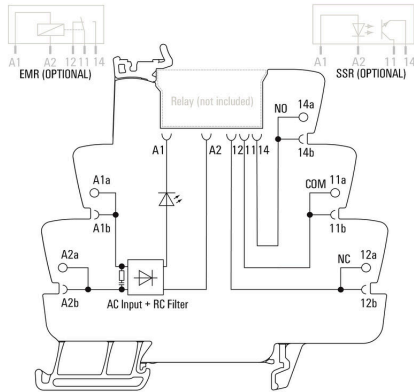 A1 A2 12 11 14
EMR (OPTIONAL)
A1 A2 11 14
SSR (OPTIONAL)
Relay (not included)
NO 14a
A1 A2 12 11 14
14b
A1a
COM 11a
A1b
11b
A2a
NC 12a
A2b
12b
AC Input + RC Filter